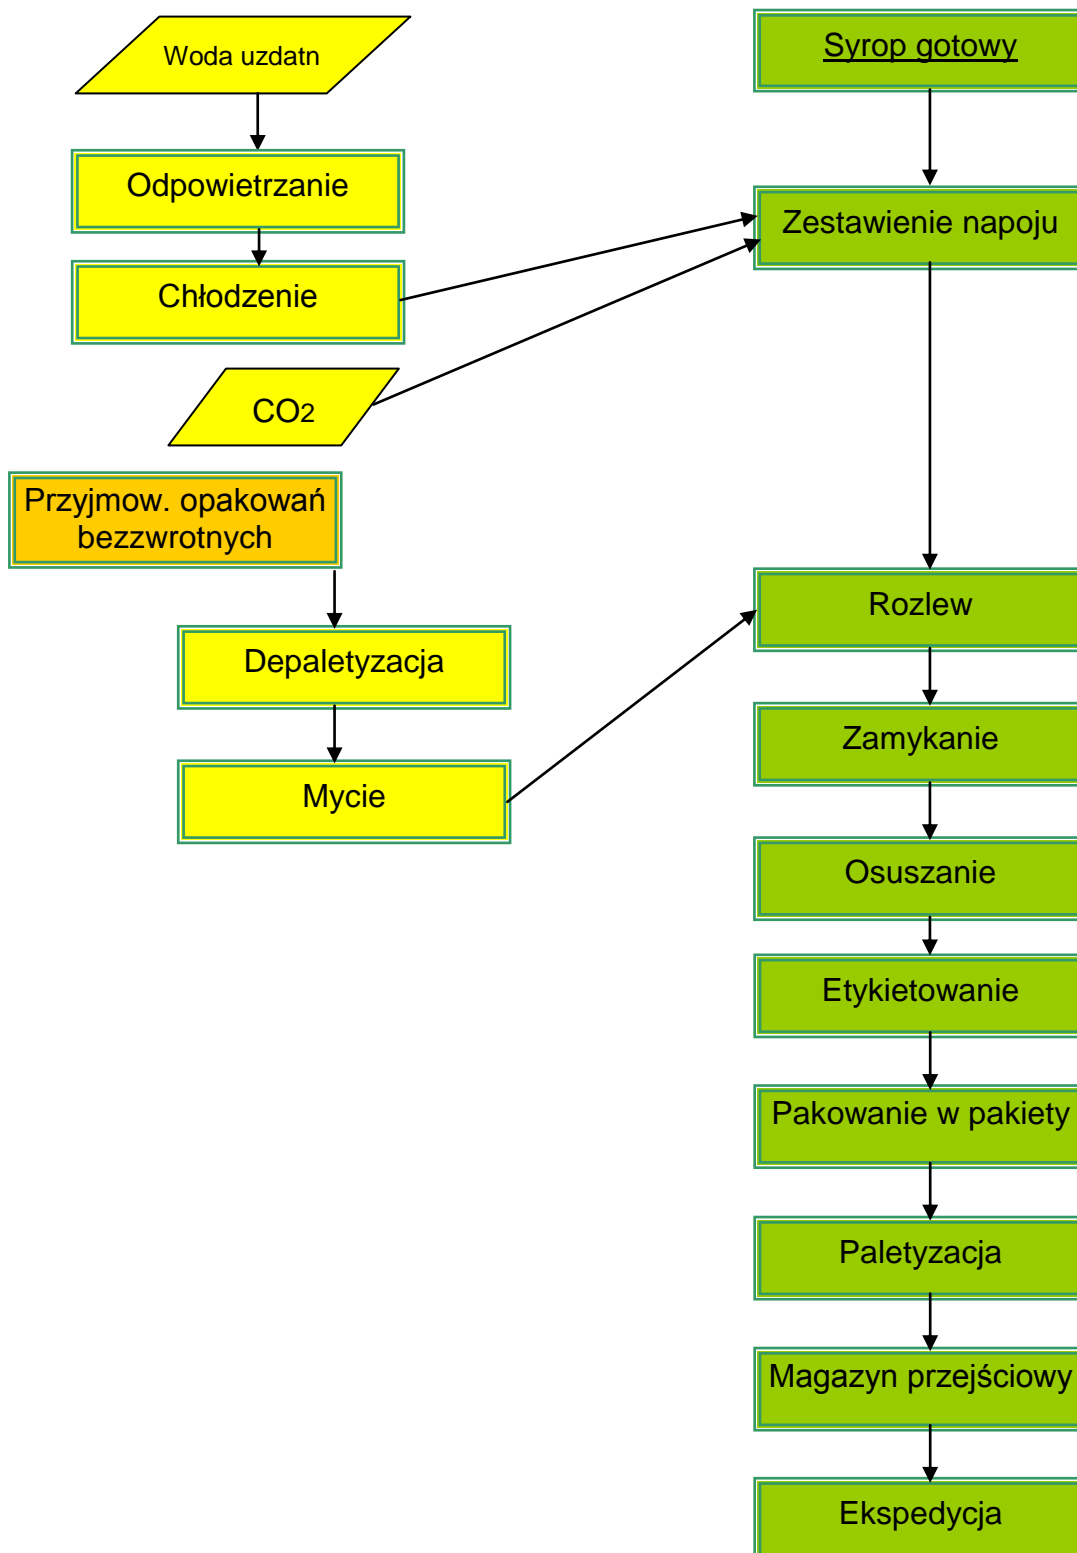 Woda uzdatn
Syrop gotowy
Odpowietrzanie
Zestawienie napoju
Chłodzenie
CO2
Przyjmow. opakowań
bezzwrotnych
Rozlew
Depaletyzacja
Zamykanie
Mycie
Osuszanie
Etykietowanie
Pakowanie w pakiety
Paletyzacja
Magazyn przejściowy
Ekspedycja